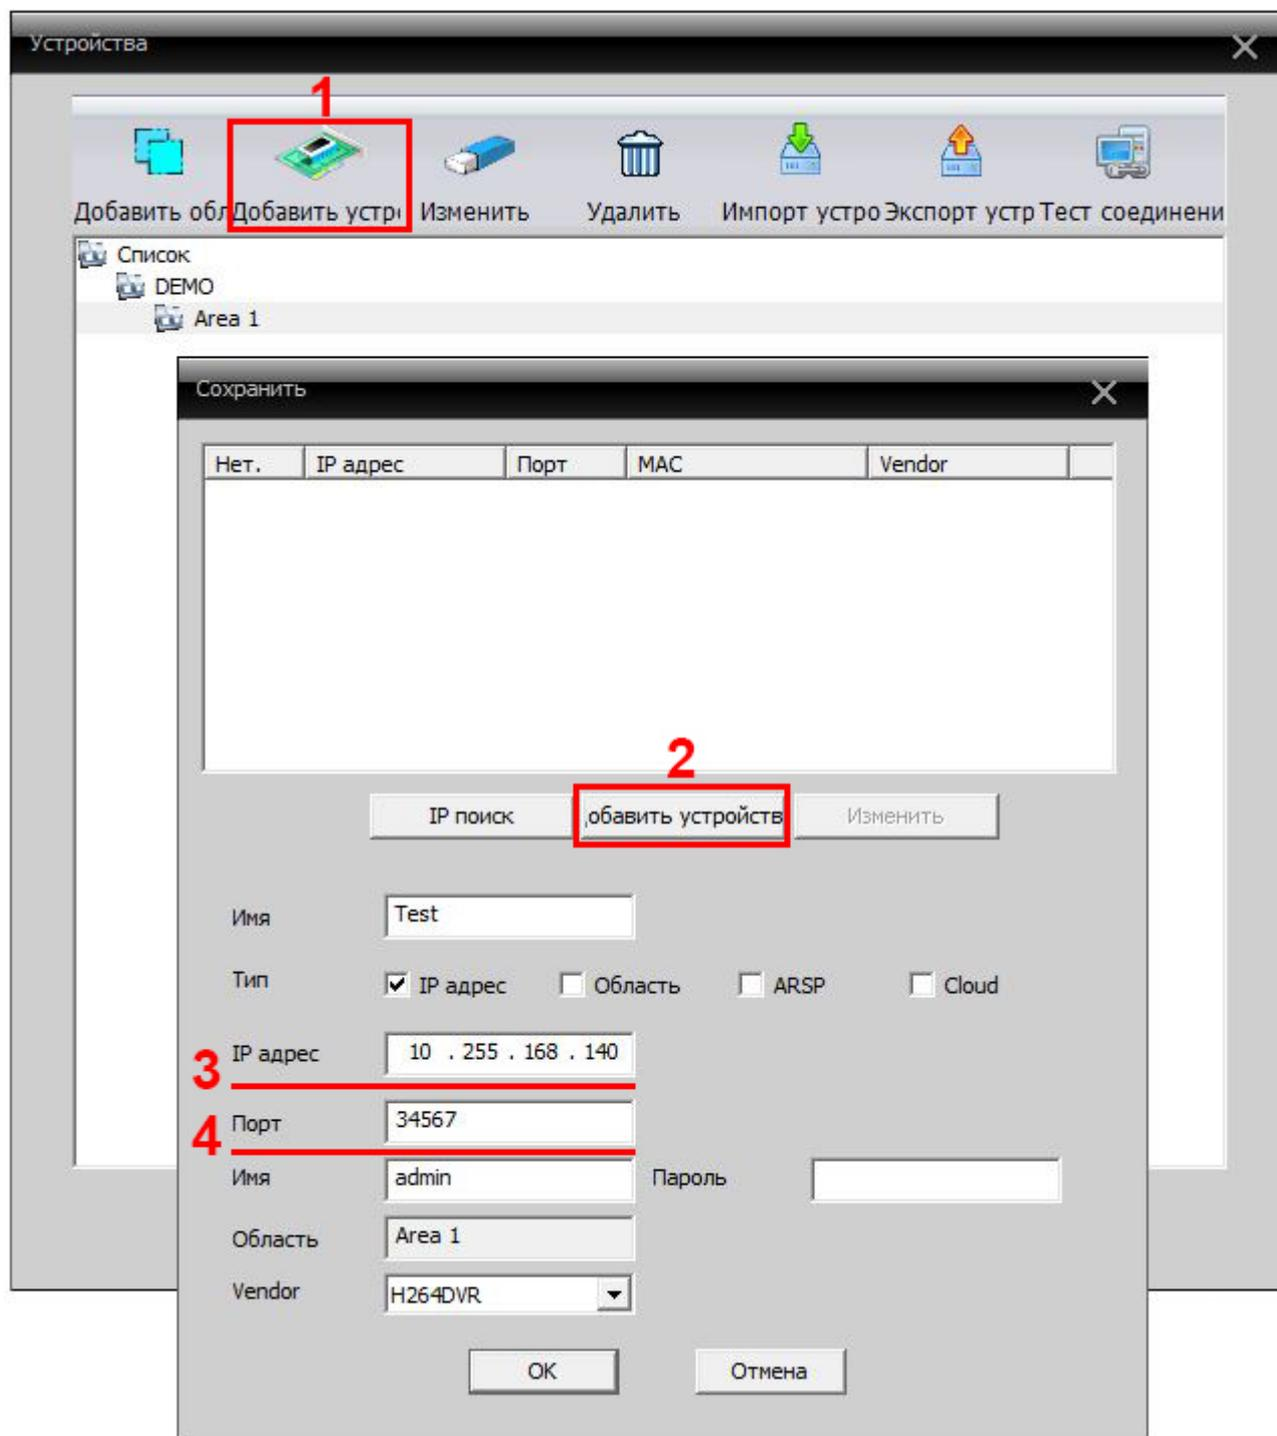 Устройства
1
Добавить обл Добавить устро Изменить Удалить Импорт устро Экспорт устр Тест соединени
Список
DEMO
Area 1
Сохранить
Нет. IP адрес Порт MAC Vendor
2
IP поиск обавить устройств Изменить
Имя Test
Тип IP адрес Область ARSP Cloud
3 IP адрес 10 . 255 . 168 . 140
4 Порт 34567
Имя admin Пароль
Область Area 1
Vendor H264DVR
OK Отмена